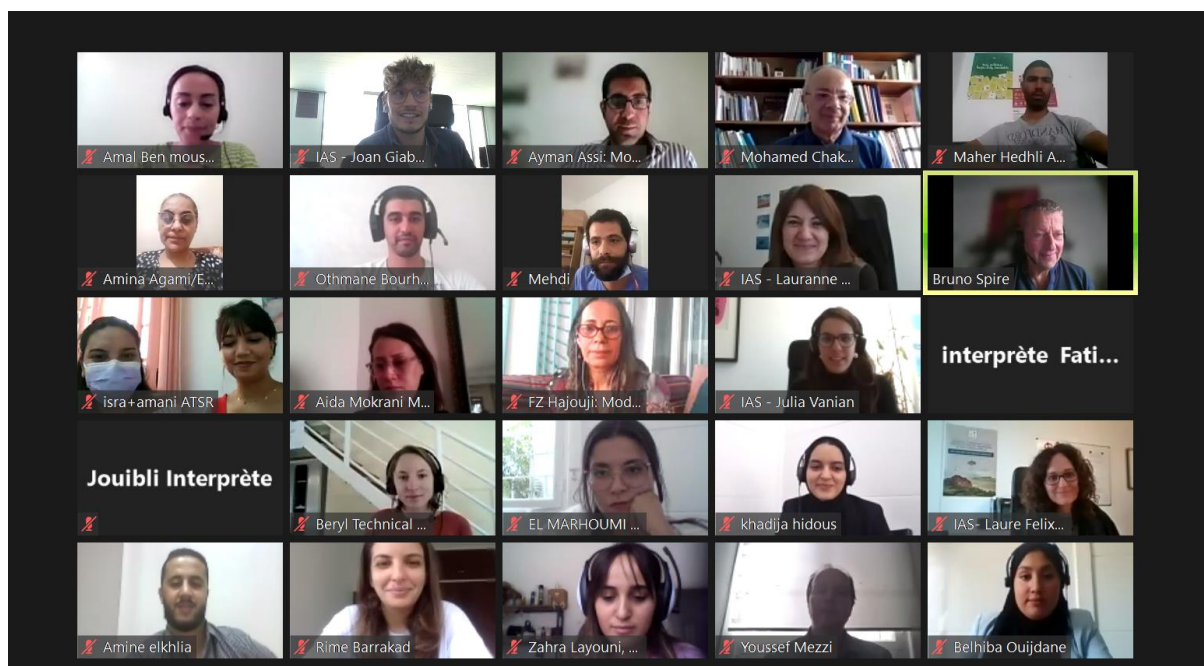 Amal Ben mous...
IAS - Joan Giab...
Ayman Assi: Mo...
Mohamed Chak...
Maher Hedhli A...
Amina Agami/E...
Othmane Bourh...
Mehdi
IAS - Lauranne ...
Bruno Spire
isra+amani ATSR
Aida Mokrani M...
FZ Hajouji: Mod...
IAS - Julia Vanian
interprète Fati...
Jouibli Interprète
Beryl Technical ...
EL MARHOUMI ...
khadija hidous
IAS- Laure Felix...
Amine elkhlia
Rime Barrakad
Zahra Layouni, ...
Youssef Mezzi
Belhiba Ouijdane